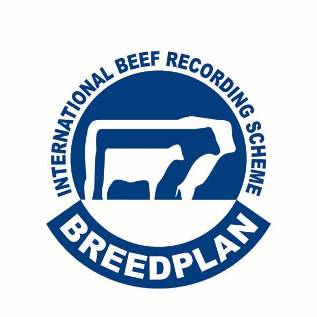 INTERNATIONAL BEEF RECORDING SCHEME
BREEDPLAN